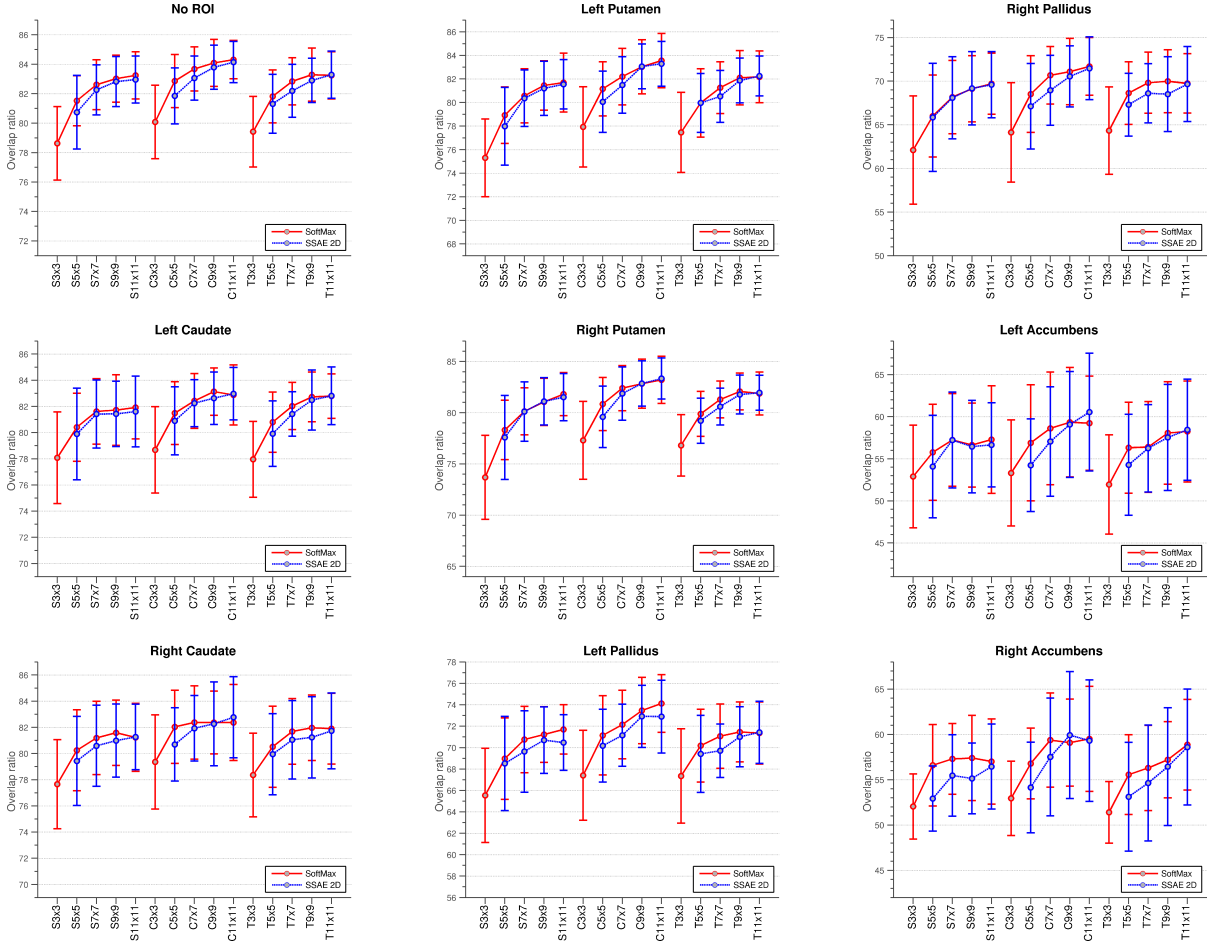 No ROI
Overlap ratio
86
84
82
80
78
76
74
72
SoftMax
SSAE 2D
S3x3
S5x5
S7x7
S9x9
S11x11
C3x3
C5x5
C7x7
C9x9
C11x11
T3x3
T5x5
T7x7
T9x9
T11x11
Left Putamen
Overlap ratio
86
84
82
80
78
76
74
72
70
68
SoftMax
SSAE 2D
S3x3
S5x5
S7x7
S9x9
S11x11
C3x3
C5x5
C7x7
C9x9
C11x11
T3x3
T5x5
T7x7
T9x9
T11x11
Right Pallidus
Overlap ratio
75
70
65
60
55
50
SoftMax
SSAE 2D
S3x3
S5x5
S7x7
S9x9
S11x11
C3x3
C5x5
C7x7
C9x9
C11x11
T3x3
T5x5
T7x7
T9x9
T11x11
Left Caudate
Overlap ratio
86
84
82
80
78
76
74
72
70
SoftMax
SSAE 2D
S3x3
S5x5
S7x7
S9x9
S11x11
C3x3
C5x5
C7x7
C9x9
C11x11
T3x3
T5x5
T7x7
T9x9
T11x11
Right Putamen
Overlap ratio
85
80
75
70
65
SoftMax
SSAE 2D
S3x3
S5x5
S7x7
S9x9
S11x11
C3x3
C5x5
C7x7
C9x9
C11x11
T3x3
T5x5
T7x7
T9x9
T11x11
Left Accumbens
Overlap ratio
65
60
55
50
45
SoftMax
SSAE 2D
S3x3
S5x5
S7x7
S9x9
S11x11
C3x3
C5x5
C7x7
C9x9
C11x11
T3x3
T5x5
T7x7
T9x9
T11x11
Right Caudate
Overlap ratio
86
84
82
80
78
76
74
72
70
SoftMax
SSAE 2D
S3x3
S5x5
S7x7
S9x9
S11x11
C3x3
C5x5
C7x7
C9x9
C11x11
T3x3
T5x5
T7x7
T9x9
T11x11
Left Pallidus
Overlap ratio
78
76
74
72
70
68
66
64
62
60
58
56
SoftMax
SSAE 2D
S3x3
S5x5
S7x7
S9x9
S11x11
C3x3
C5x5
C7x7
C9x9
C11x11
T3x3
T5x5
T7x7
T9x9
T11x11
Right Accumbens
Overlap ratio
65
60
55
50
45
SoftMax
SSAE 2D
S3x3
S5x5
S7x7
S9x9
S11x11
C3x3
C5x5
C7x7
C9x9
C11x11
T3x3
T5x5
T7x7
T9x9
T11x11